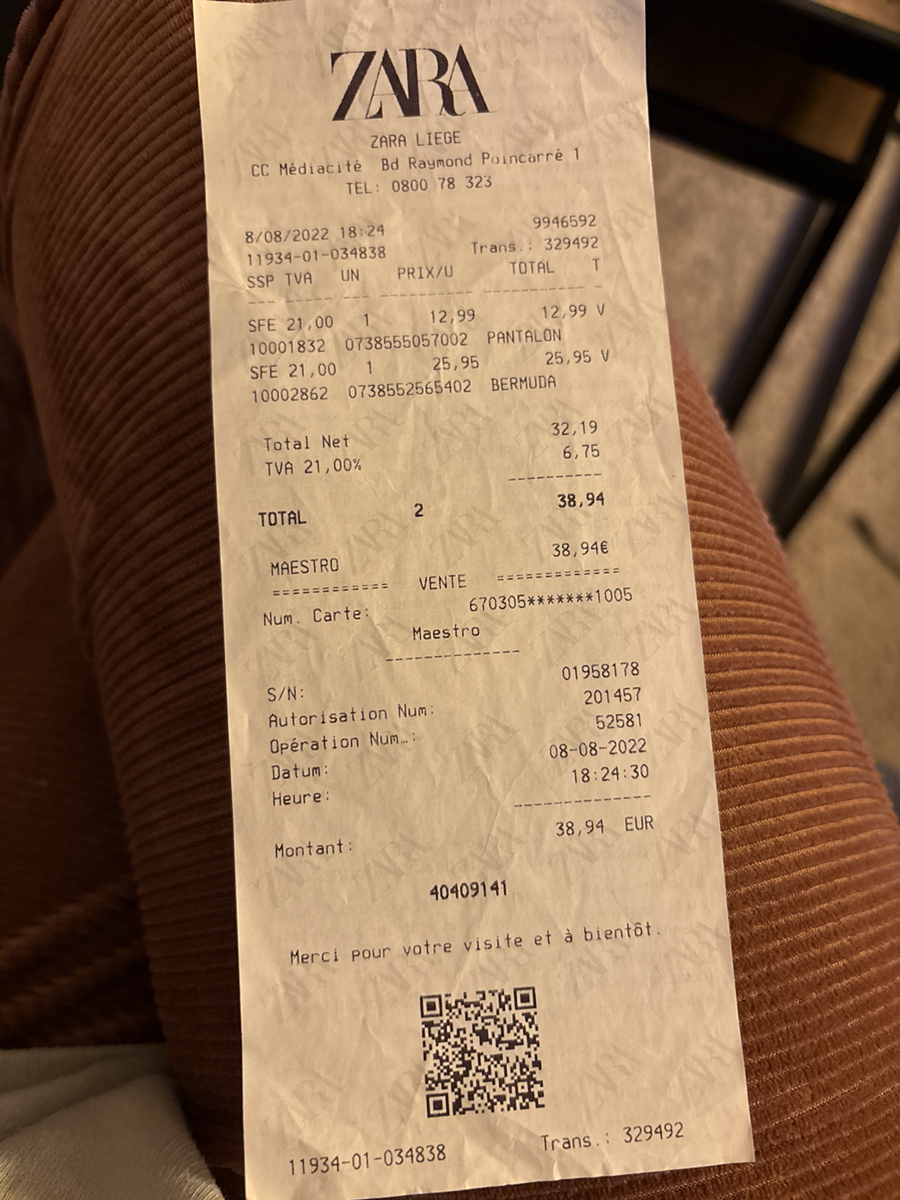 ZARA
ZARA LIEGE
CC Médiacité Bd Raymond Poincarré 1
TEL: 0800 78 323
8/08/2022 18:24 9946592
11934-01-034838 Trans.: 329492
SSP TVA UN PRIX/U TOTAL T
--- ----- --- ---------- ----------- -
SFE 21,00 1 12,99 12,99 V
10001832 0738555057002 PANTALON
SFE 21,00 1 25,95 25,95 V
10002862 0738552565402 BERMUDA
Total Net 32,19
TVA 21,00% 6,75
----------
TOTAL 2 38,94
MAESTRO 38,94€
============ VENTE ============
Num. Carte: 670305*******1005
Maestro
-------------
S/N: 01958178
Autorisation Num: 201457
Opération Num…: 52581
Datum: 08-08-2022
Heure: 18:24:30
--------------
Montant: 38,94 EUR
40409141
Merci pour votre visite et à bientôt.
11934-01-034838 Trans.: 329492